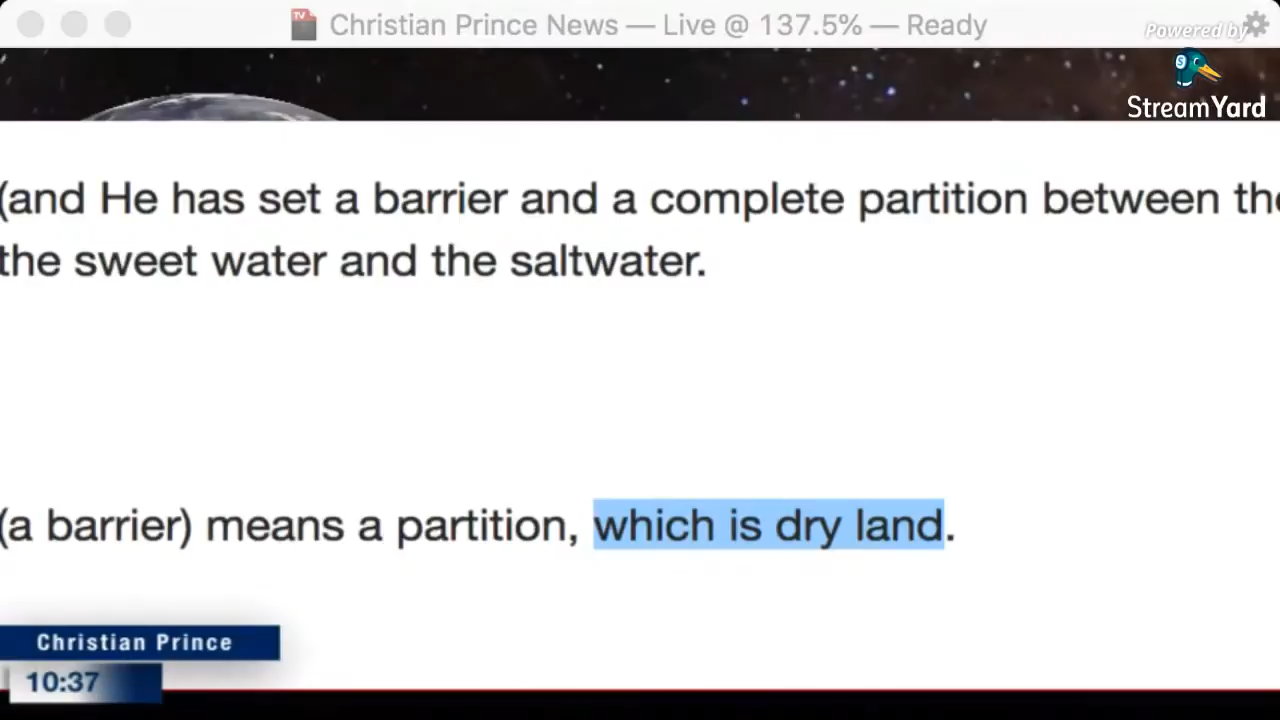 Christian Prince News — Live @ 137.5% — Ready
Powered by
StreamYard
(and He has set a barrier and a complete partition between
the sweet water and the saltwater.
(a barrier) means a partition, which is dry land.
Christian Prince
10:37